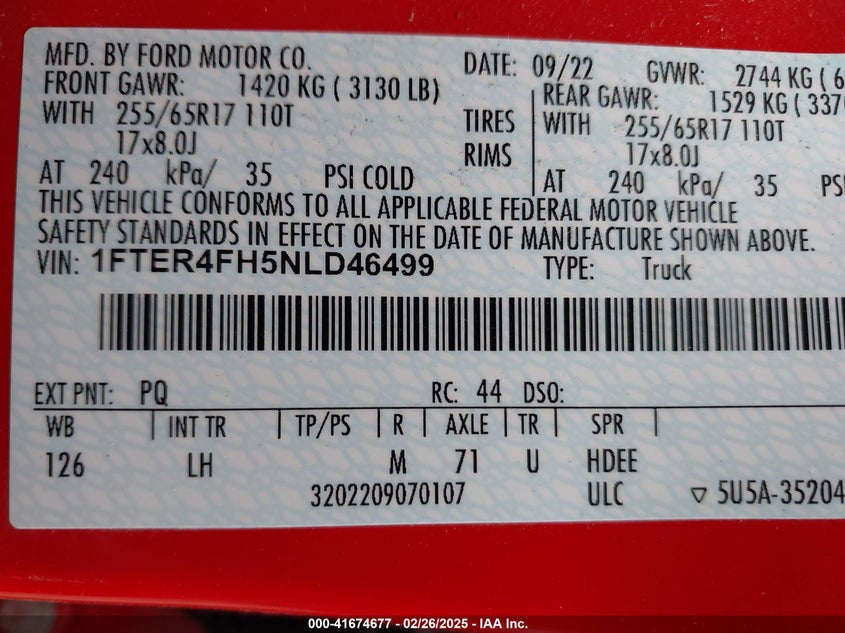 MFD. BY FORD MOTOR CO. DATE: 09/22 GVWR: 2744 KG ( 6
FRONT GAWR: 1420 KG ( 3130 LB) REAR GAWR: 1529 KG ( 337
WITH 255/65R17 110T TIRES WITH 255/65R17 110T
17x8.0J RIMS 17x8.0J
AT 240 kPa/ 35 PSI COLD AT 240 kPa/ 35 PS
THIS VEHICLE CONFORMS TO ALL APPLICABLE FEDERAL MOTOR VEHICLE
SAFETY STANDARDS IN EFFECT ON THE DATE OF MANUFACTURE SHOWN ABOVE.
VIN: 1FTER4FH5NLD46499 TYPE: Truck
EXT PNT: PQ RC: 44 DSO:
WB INT TR TP/PS R AXLE TR SPR
126 LH M 71 U HDEE
3202209070107 ULC ▽ 5U5A-35204
000-41674677 - 02/26/2025 - IAA Inc.